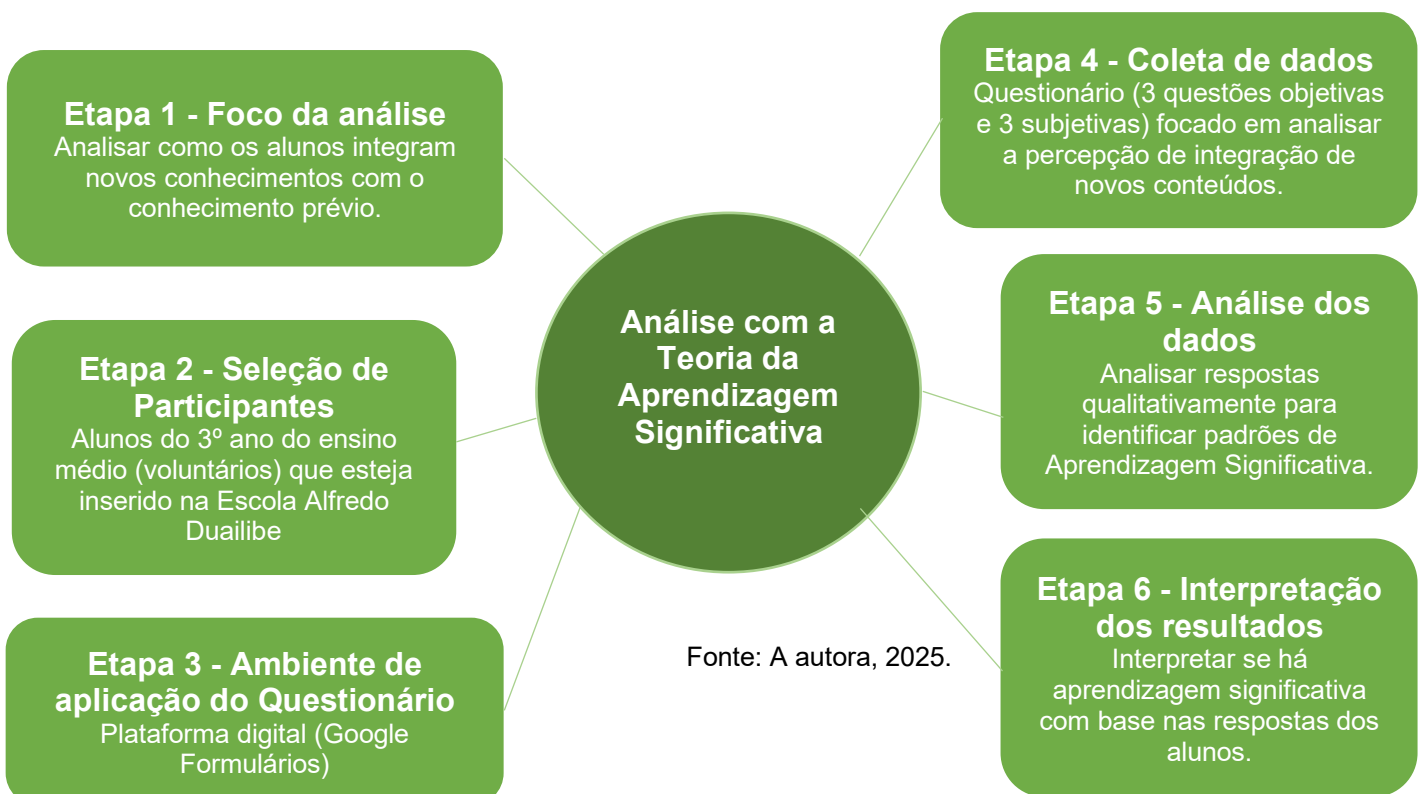 Etapa 1 - Foco da análise
Analisar como os alunos integram
novos conhecimentos com o
conhecimento prévio.
Etapa 2 - Seleção de
Participantes
Alunos do 3º ano do ensino
médio (voluntários) que esteja
inserido na Escola Alfredo
Duailibe
Etapa 3 - Ambiente de
aplicação do Questionário
Plataforma digital (Google
Formulários)
Análise com a
Teoria da
Aprendizagem
Significativa
Etapa 4 - Coleta de dados
Questionário (3 questões objetivas
e 3 subjetivas) focado em analisar
a percepção de integração de
novos conteúdos.
Etapa 5 - Análise dos
dados
Analisar respostas
qualitativamente para
identificar padrões de
Aprendizagem Significativa.
Etapa 6 - Interpretação
dos resultados
Interpretar se há
aprendizagem significativa
com base nas respostas dos
alunos.
Fonte: A autora, 2025.